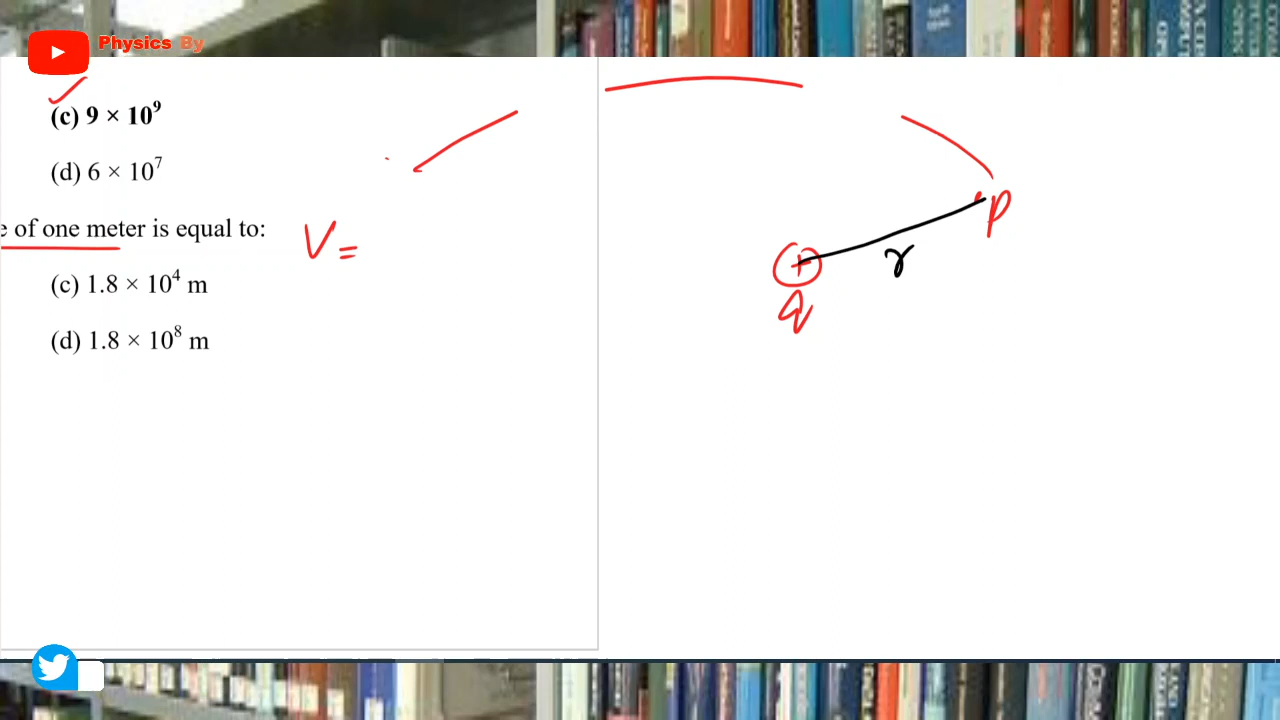 Physics By
(c) 9 × 10⁹
(d) 6 × 10⁷
e of one meter is equal to:
V =
(c) 1.8 × 10⁴ m
(d) 1.8 × 10⁸ m
P
r
+
q